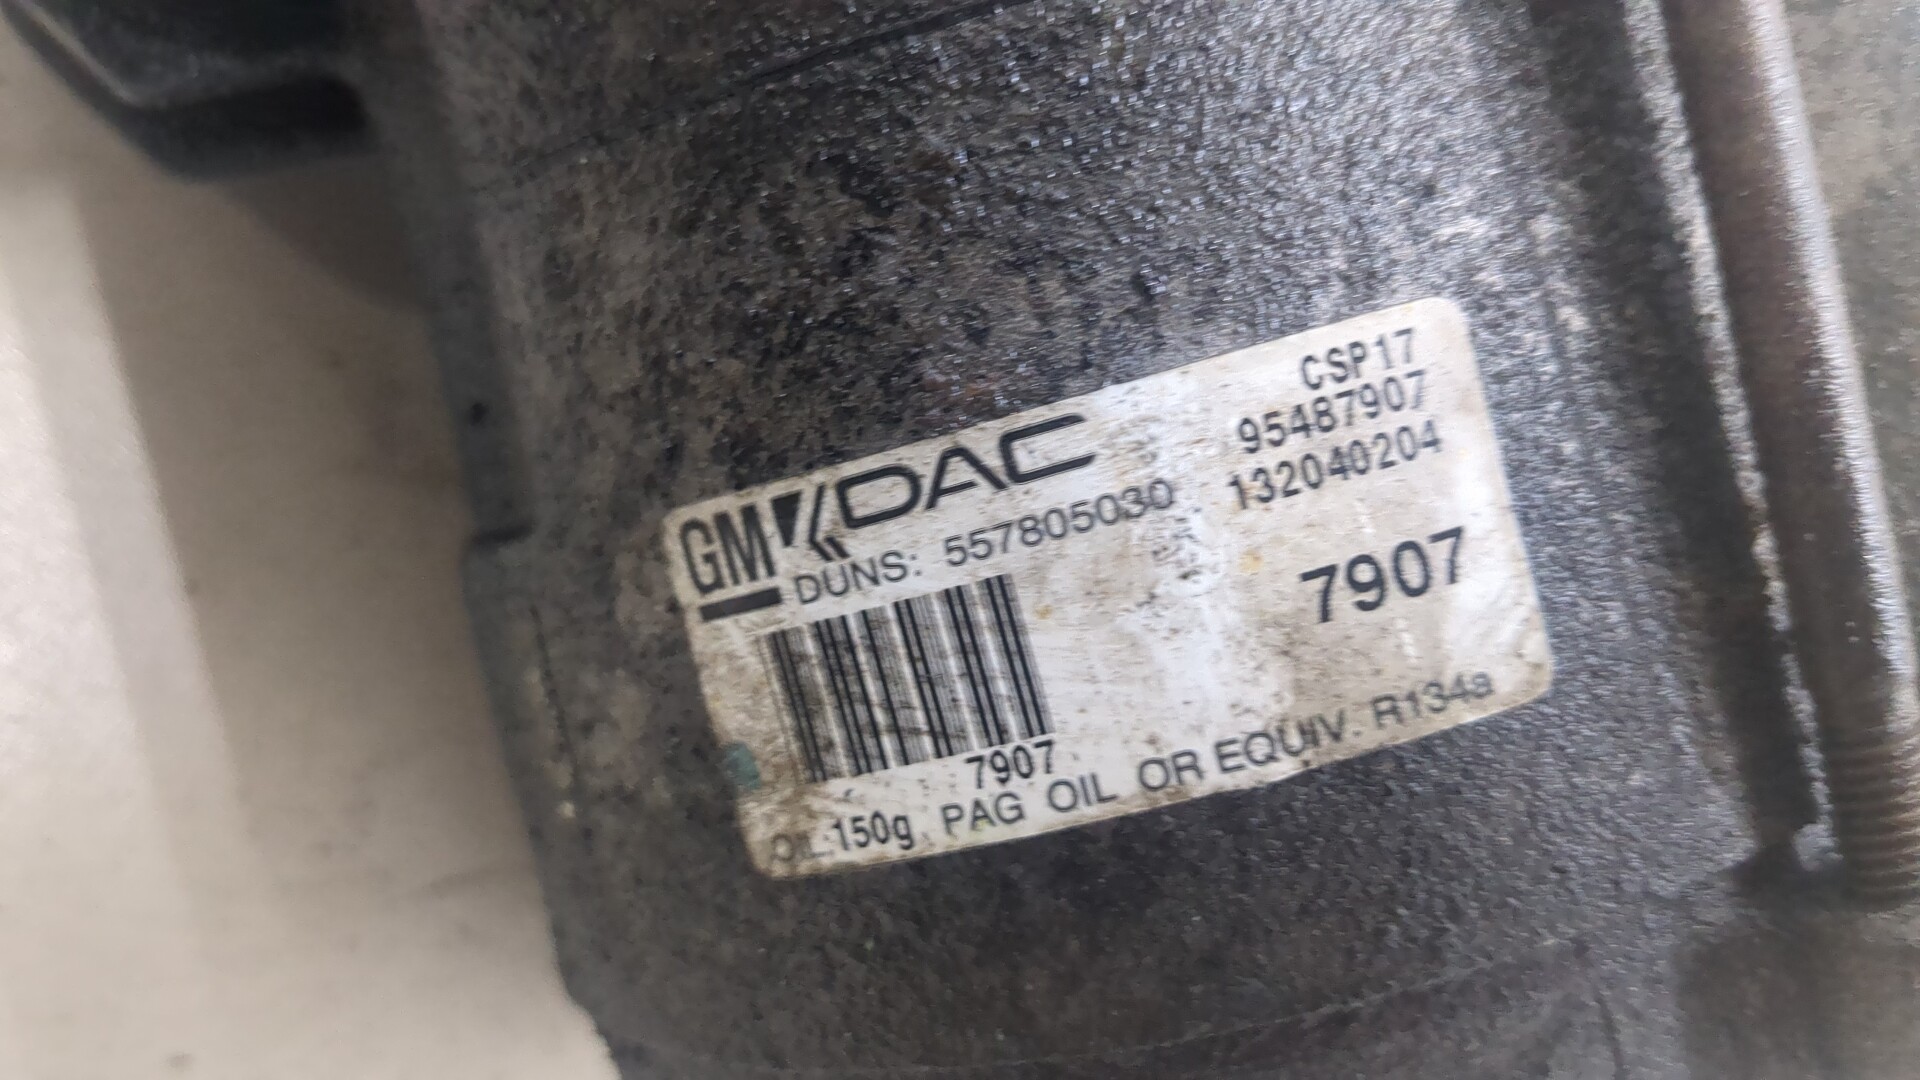 CSP17
GM DAC 95487907
DUNS: 557805030 132040204
7907
7907
OIL 150g PAG OIL OR EQUIV. R134a